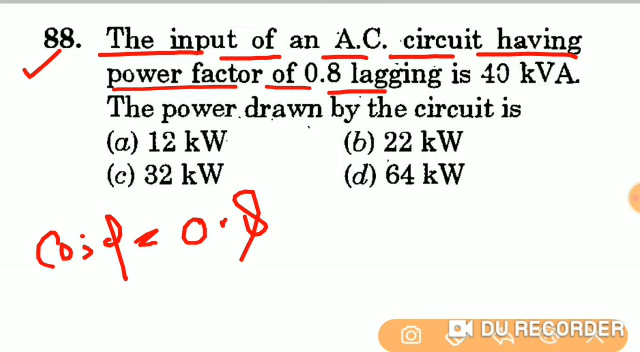 88. The input of an A.C. circuit having
power factor of 0.8 lagging is 40 kVA.
The power drawn by the circuit is
(a) 12 kW (b) 22 kW
(c) 32 kW (d) 64 kW
cosφ = 0.8
DU RECORDER